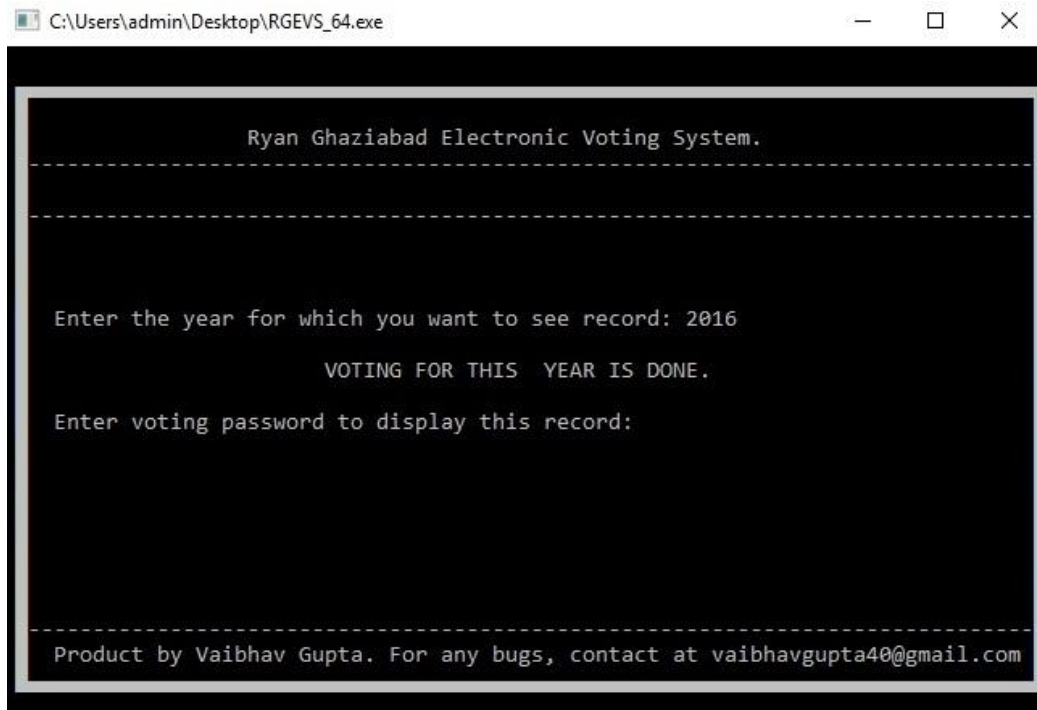 C:\Users\admin\Desktop\RGEVS_64.exe
Ryan Ghaziabad Electronic Voting System.
Enter the year for which you want to see record: 2016
VOTING FOR THIS  YEAR IS DONE.
Enter voting password to display this record:
Product by Vaibhav Gupta. For any bugs, contact at vaibhavgupta40@gmail.com